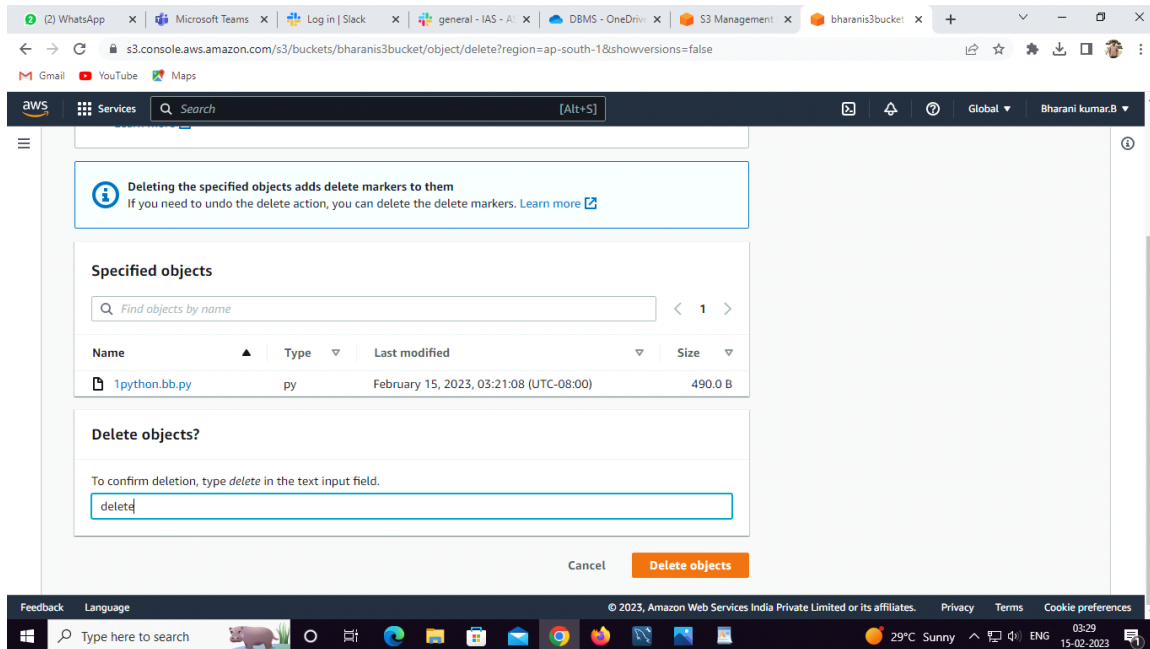 (2) WhatsApp
Microsoft Teams
Log in | Slack
general - IAS - A
DBMS - OneDrive
S3 Management
bharanis3bucket
s3.console.aws.amazon.com/s3/buckets/bharanis3bucket/object/delete?region=ap-south-1&showversions=false
Gmail YouTube Maps
aws Services Search [Alt+S] Global Bharani kumar.B
Deleting the specified objects adds delete markers to them
If you need to undo the delete action, you can delete the delete markers. Learn more
Specified objects
Find objects by name
1
Name Type Last modified Size
1python.bb.py py February 15, 2023, 03:21:08 (UTC-08:00) 490.0 B
Delete objects?
To confirm deletion, type delete in the text input field.
delete
Cancel Delete objects
Feedback Language © 2023, Amazon Web Services India Private Limited or its affiliates. Privacy Terms Cookie preferences
Type here to search 29°C Sunny ENG 03:29
15-02-2023
1